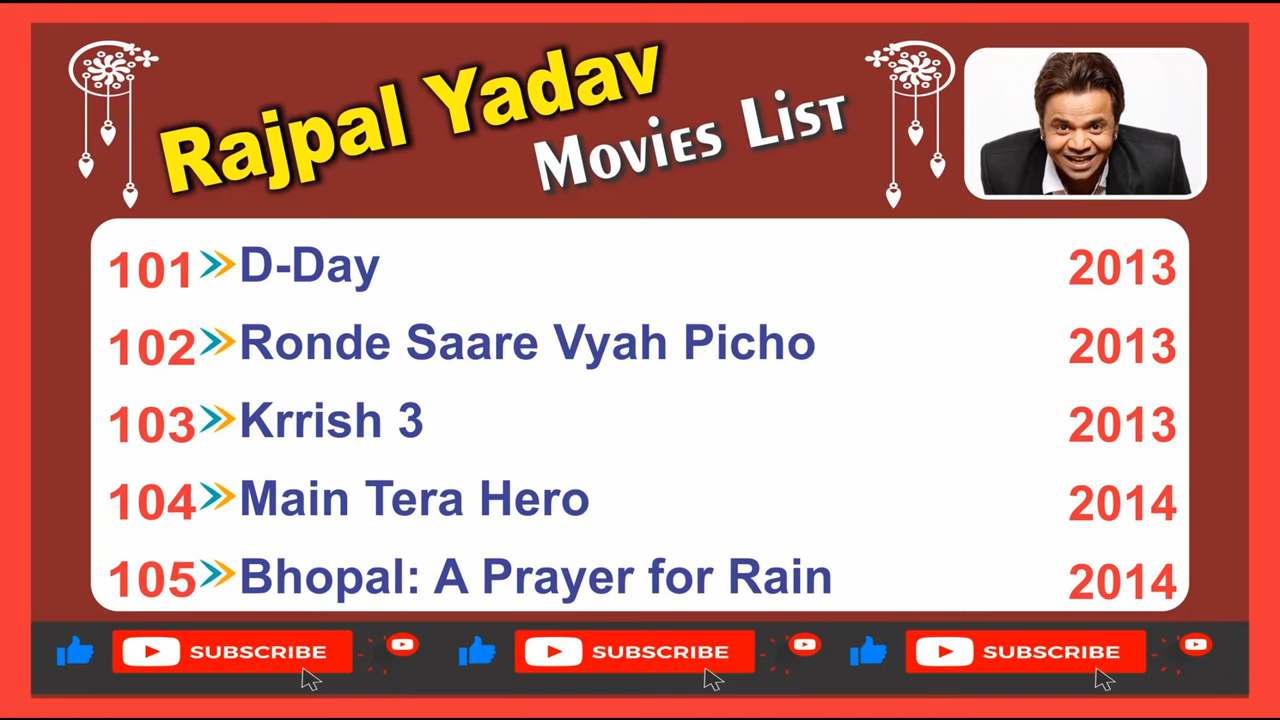 Rajpal Yadav
Movies List
101 D-Day 2013
102 Ronde Saare Vyah Picho 2013
103 Krrish 3 2013
104 Main Tera Hero 2014
105 Bhopal: A Prayer for Rain 2014
SUBSCRIBE SUBSCRIBE SUBSCRIBE